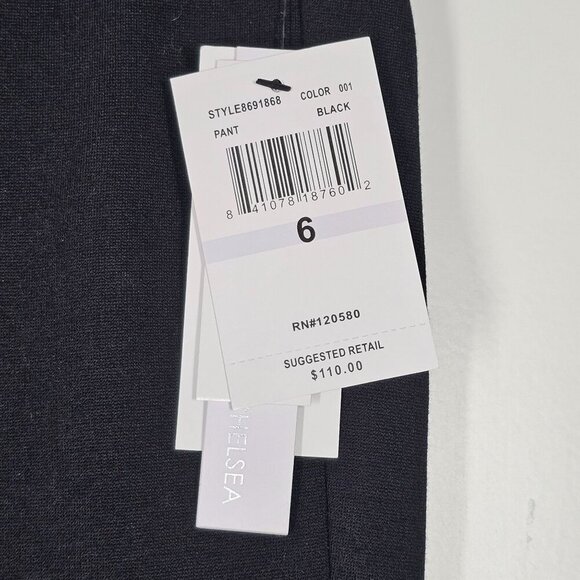 STYLE8691868 COLOR 001
PANT BLACK
8 41078 18760 2
6
RN#120580
SUGGESTED RETAIL
$110.00
HELSEA